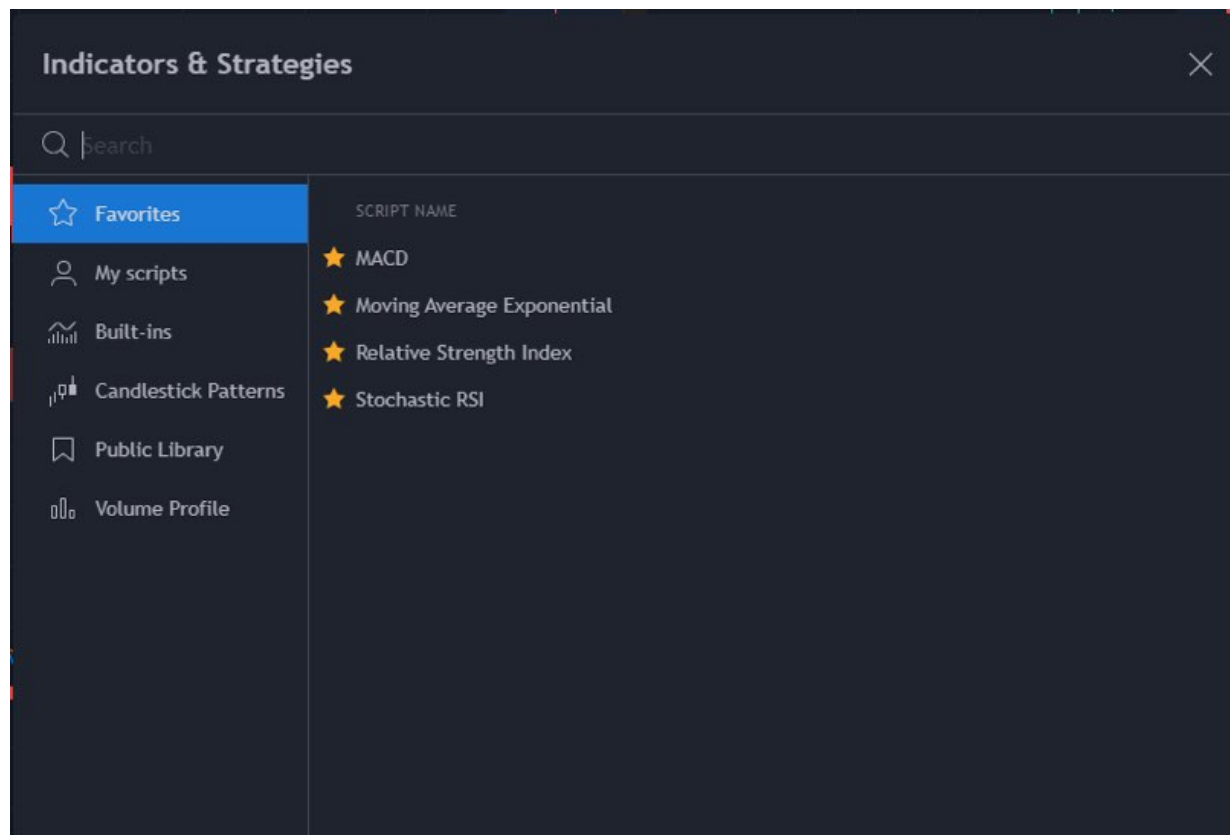 Indicators & Strategies
Search
Favorites
My scripts
Built-ins
Candlestick Patterns
Public Library
Volume Profile
SCRIPT NAME
MACD
Moving Average Exponential
Relative Strength Index
Stochastic RSI